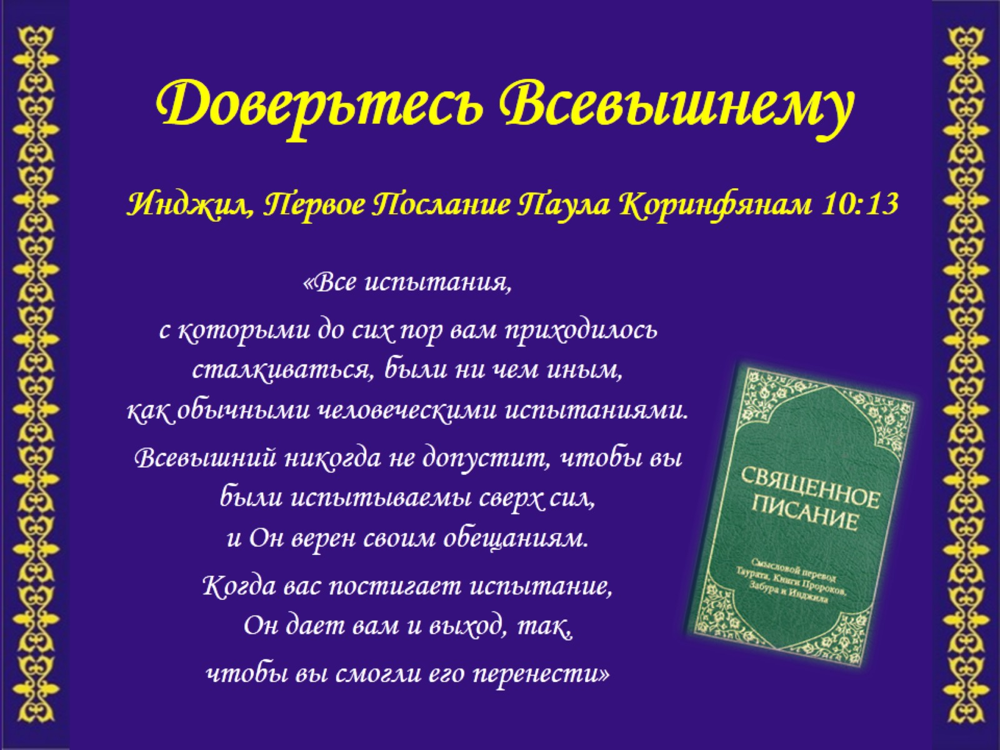 Доверьтесь Всевышнему
Инджил, Первое Послание Паула Коринфянам 10:13
«Все испытания,
с которыми до сих пор вам приходилось
сталкиваться, были ни чем иным,
как обычными человеческими испытаниями.
Всевышний никогда не допустит, чтобы вы
были испытываемы сверх сил,
и Он верен своим обещаниям.
Когда вас постигает испытание,
Он дает вам и выход, так,
чтобы вы смогли его перенести»
СВЯЩЕННОЕ
ПИСАНИЕ
Смысловой перевод
Таурата, Книги Пророков,
Забура и Инджила